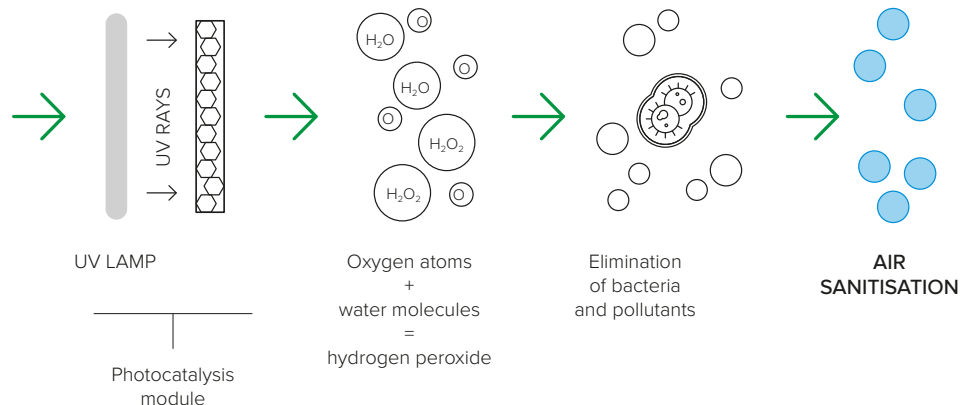 UV RAYS
H₂O
O
O
H₂O
O
H₂O₂
H₂O₂
O
UV LAMP
Photocatalysis
module
Oxygen atoms
+
water molecules
=
hydrogen peroxide
Elimination
of bacteria
and pollutants
AIR
SANITISATION